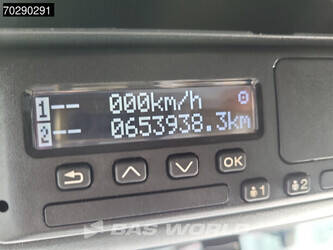 70290291
1-- 000km/h
2-- 0653938.3km
OK
1 2
BAS WORLD